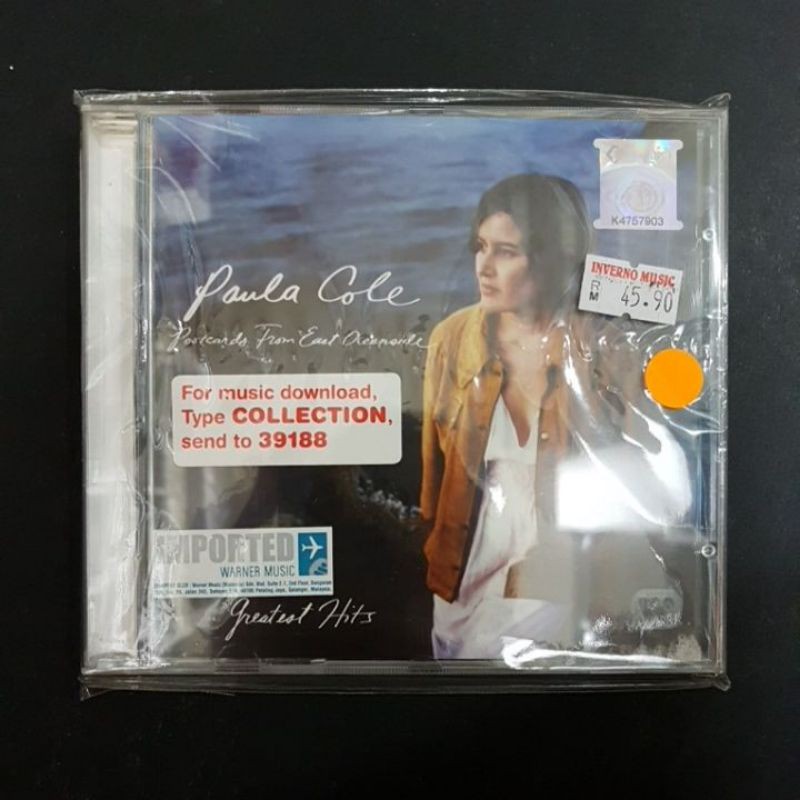 K4757903
INVERNO MUSIC
RM 45.90
Paula Cole
Postcards From East Oceanside
For music download,
Type COLLECTION,
send to 39188
IMPORTED
WARNER MUSIC
Greatest Hits